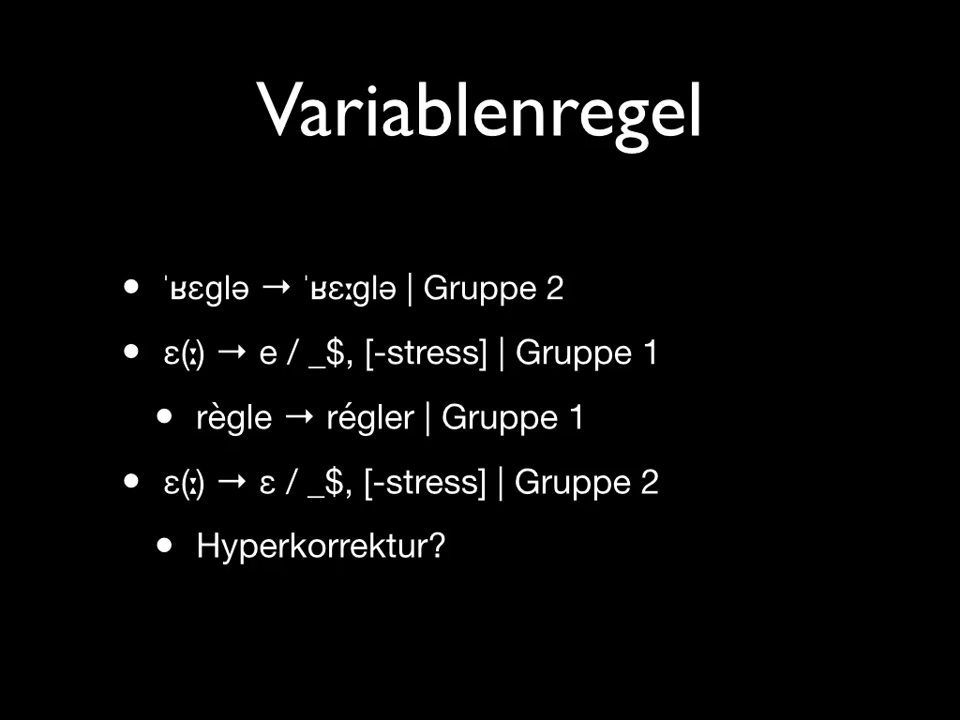 Variablenregel
• ˈʁɛglə → ˈʁɛːglə | Gruppe 2
• ɛ(ː) → e / _$, [-stress] | Gruppe 1
• règle → régler | Gruppe 1
• ɛ(ː) → ɛ / _$, [-stress] | Gruppe 2
• Hyperkorrektur?